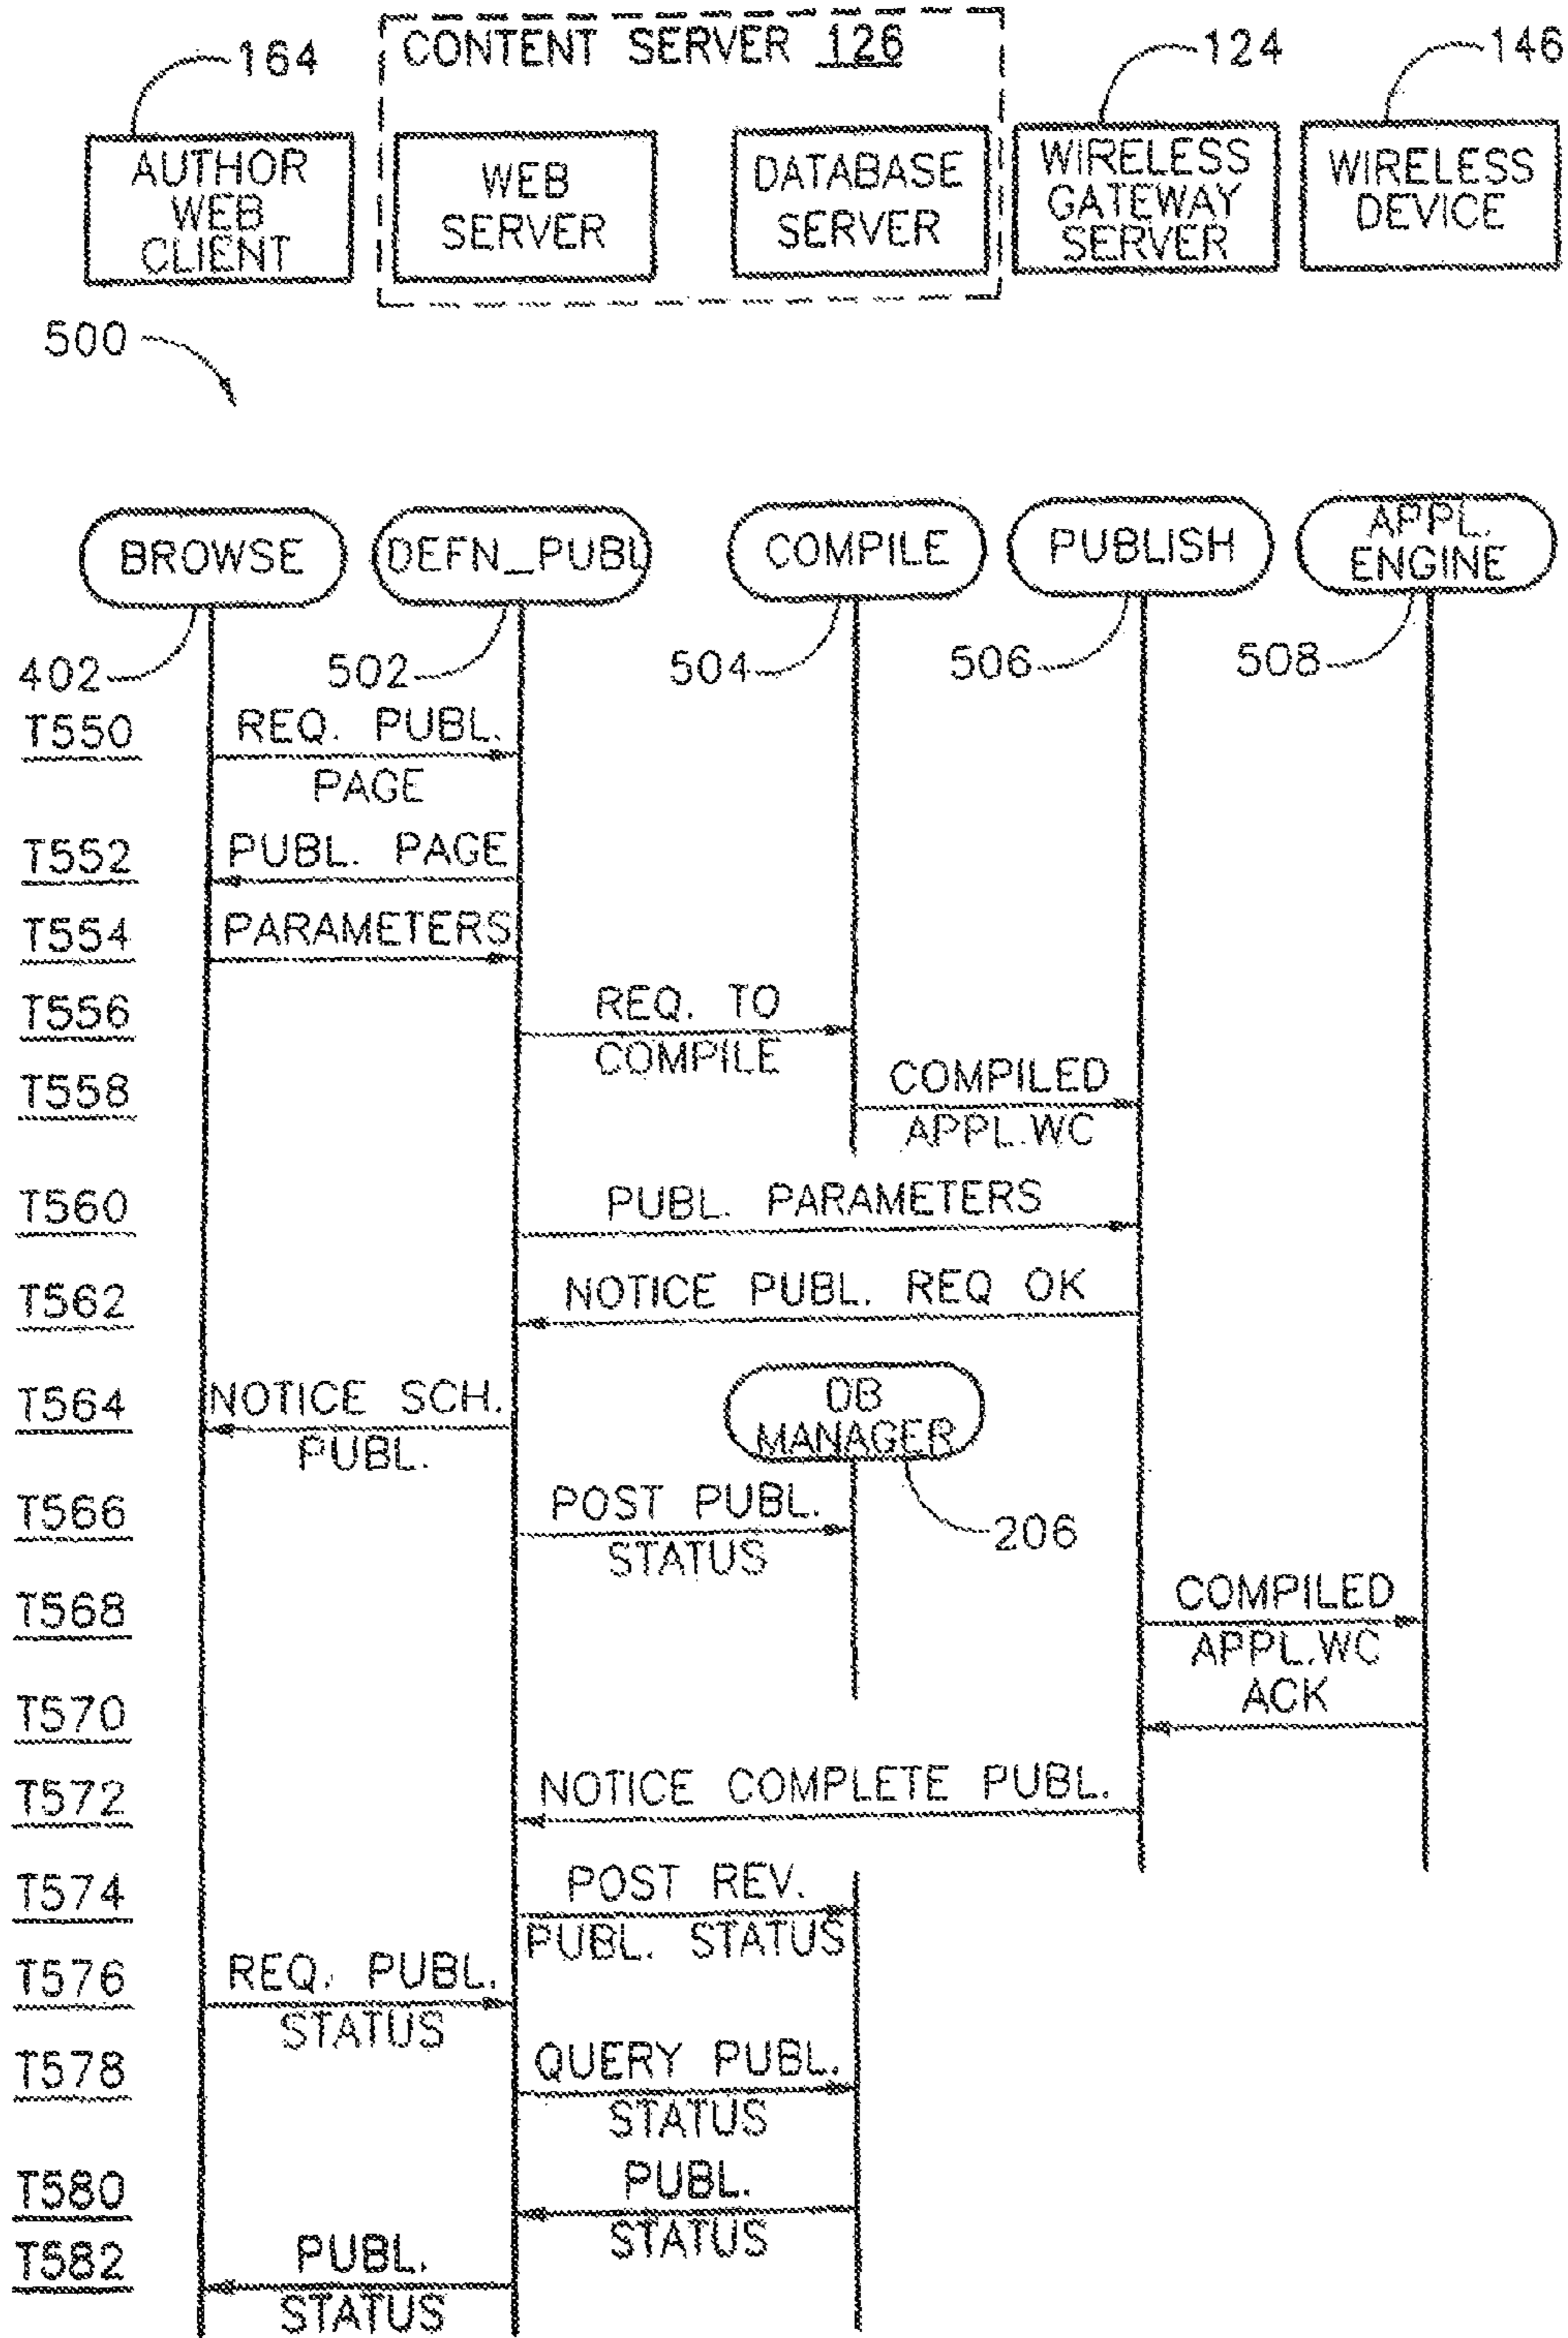 164
CONTENT SERVER 126
124
146
AUTHOR
WEB
CLIENT
WEB
SERVER
DATABASE
SERVER
WIRELESS
GATEWAY
SERVER
WIRELESS
DEVICE
500
BROWSE
DEFN_PUBL
COMPILE
PUBLISH
APPL.
ENGINE
402
502
504
506
508
T550
REQ. PUBL.
PAGE
T552
PUBL. PAGE
T554
PARAMETERS
T556
REQ. TO
COMPILE
T558
COMPILED
APPL.WC
T560
PUBL. PARAMETERS
T562
NOTICE PUBL. REQ OK
T564
NOTICE SCH.
PUBL.
DB
MANAGER
206
T566
POST PUBL.
STATUS
T568
COMPILED
APPL.WC
T570
ACK
T572
NOTICE COMPLETE PUBL.
T574
POST REV.
PUBL. STATUS
T576
REQ. PUBL.
STATUS
T578
QUERY PUBL.
STATUS
T580
PUBL.
STATUS
T582
PUBL.
STATUS